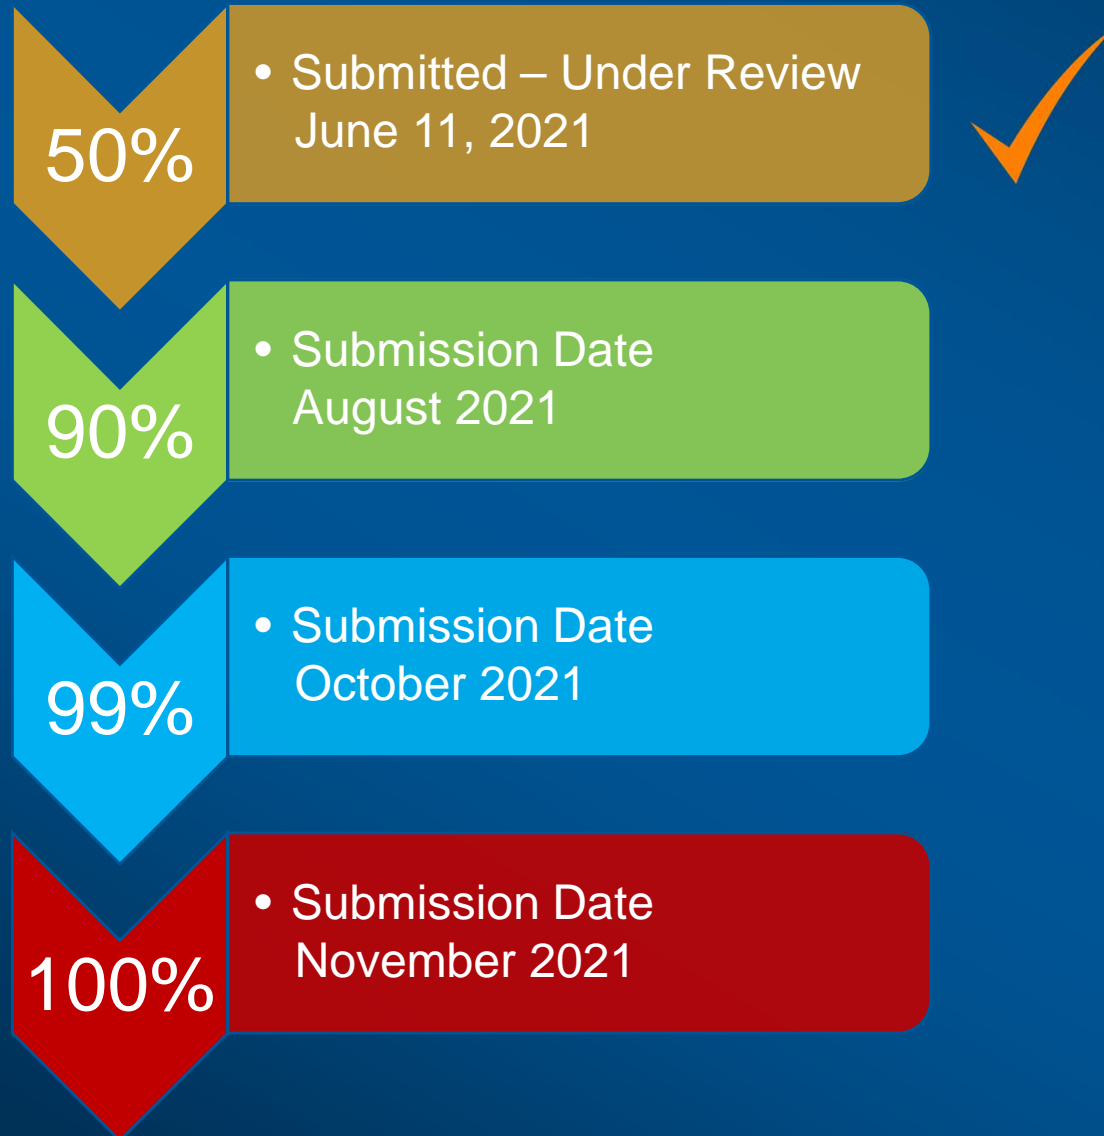 50%
• Submitted – Under Review
June 11, 2021
90%
• Submission Date
August 2021
99%
• Submission Date
October 2021
100%
• Submission Date
November 2021